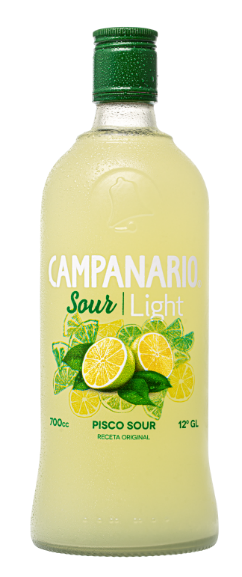 CAMPANARIO.
Sour | Light
700cc PISCO SOUR 12° GL
RECETA ORIGINAL